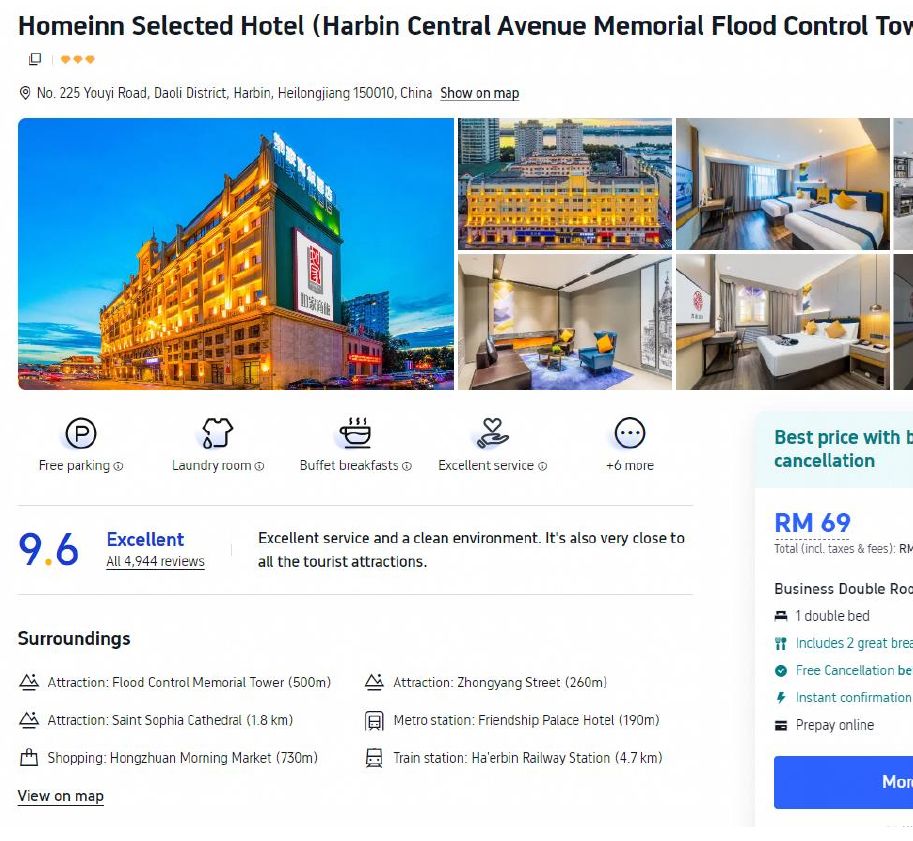 Homeinn Selected Hotel (Harbin Central Avenue Memorial Flood Control Tow
No. 225 Youyi Road, Daoli District, Harbin, Heilongjiang 150010, China Show on map
Free parking
Laundry room
Buffet breakfasts
Excellent service
+6 more
9.6
Excellent
All 4,944 reviews
Excellent service and a clean environment. It's also very close to
all the tourist attractions.
Surroundings
Attraction: Flood Control Memorial Tower (500m)
Attraction: Zhongyang Street (260m)
Attraction: Saint Sophia Cathedral (1.8 km)
Metro station: Friendship Palace Hotel (190m)
Shopping: Hongzhuan Morning Market (730m)
Train station: Ha'erbin Railway Station (4.7 km)
View on map
Best price with b
cancellation
RM 69
Total (incl. taxes & fees): RM
Business Double Roo
1 double bed
Includes 2 great brea
Free Cancellation be
Instant confirmation
Prepay online
More